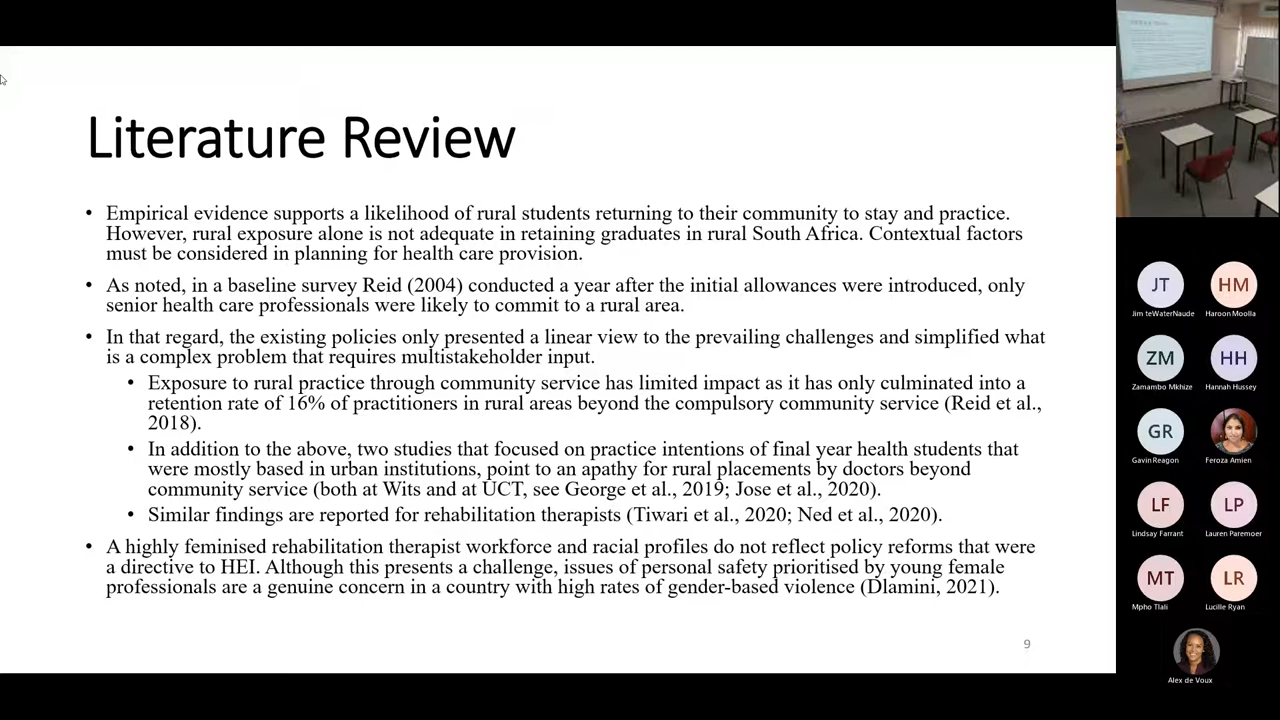 Literature Review
• Empirical evidence supports a likelihood of rural students returning to their community to stay and practice.
However, rural exposure alone is not adequate in retaining graduates in rural South Africa. Contextual factors
must be considered in planning for health care provision.
• As noted, in a baseline survey Reid (2004) conducted a year after the initial allowances were introduced, only
senior health care professionals were likely to commit to a rural area.
• In that regard, the existing policies only presented a linear view to the prevailing challenges and simplified what
is a complex problem that requires multistakeholder input.
• Exposure to rural practice through community service has limited impact as it has only culminated into a
retention rate of 16% of practitioners in rural areas beyond the compulsory community service (Reid et al.,
2018).
• In addition to the above, two studies that focused on practice intentions of final year health students that
were mostly based in urban institutions, point to an apathy for rural placements by doctors beyond
community service (both at Wits and at UCT, see George et al., 2019; Jose et al., 2020).
• Similar findings are reported for rehabilitation therapists (Tiwari et al., 2020; Ned et al., 2020).
• A highly feminised rehabilitation therapist workforce and racial profiles do not reflect policy reforms that were
a directive to HEI. Although this presents a challenge, issues of personal safety prioritised by young female
professionals are a genuine concern in a country with high rates of gender-based violence (Dlamini, 2021).
9
JT HM
Jim teWaterNaude Haroon Moolla
ZM HH
Zamambo Mkhize Hannah Hussey
GR
Gavin Reagon Feroza Amien
LF LP
Lindsay Farrant Lauren Paremoer
MT LR
Mpho Tlali Lucille Ryan
Alex de Voux